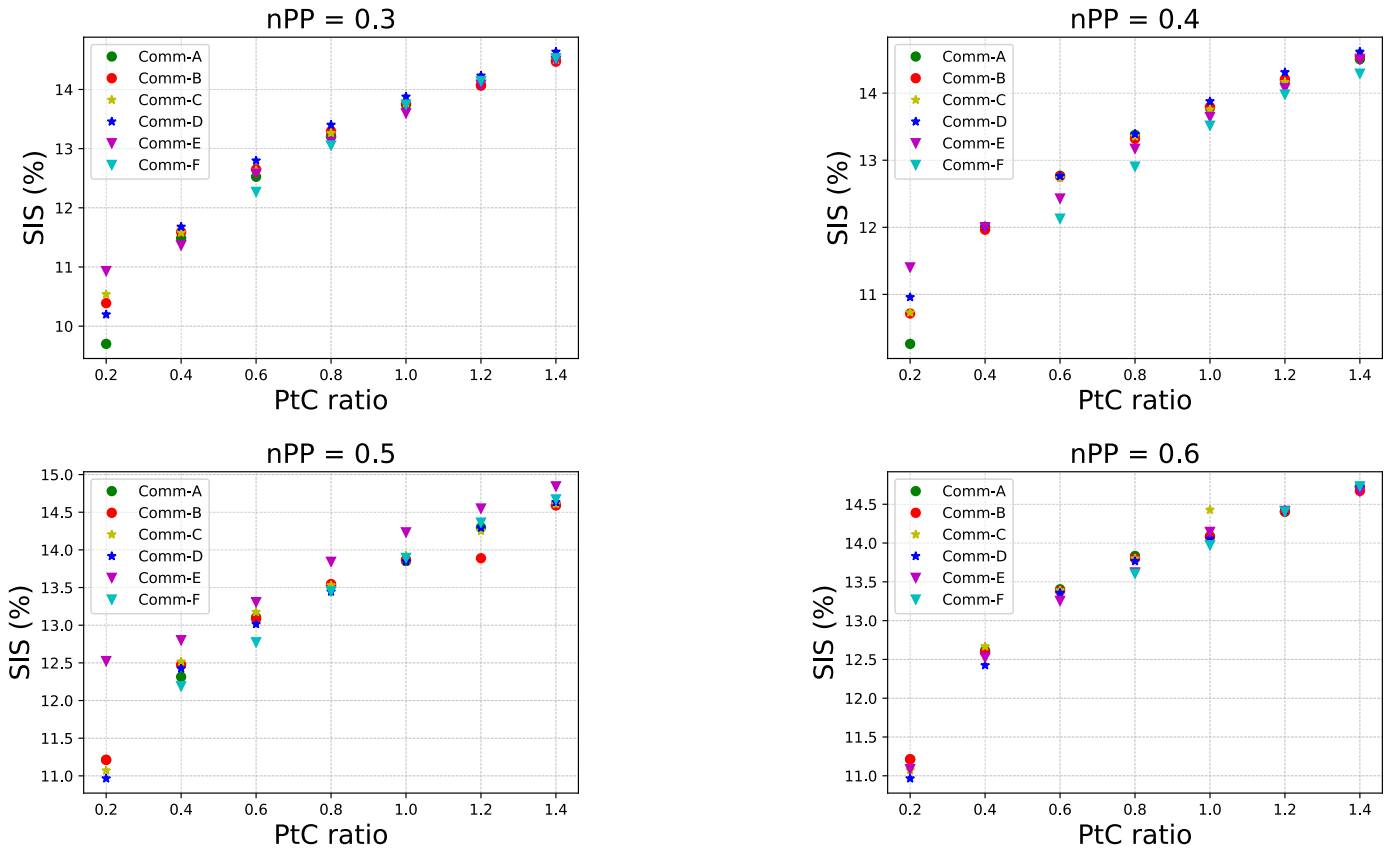 nPP = 0.3
SIS (%)
14
13
12
11
10
Comm-A
Comm-B
Comm-C
Comm-D
Comm-E
Comm-F
0.2 0.4 0.6 0.8 1.0 1.2 1.4
PtC ratio
nPP = 0.4
SIS (%)
14
13
12
11
Comm-A
Comm-B
Comm-C
Comm-D
Comm-E
Comm-F
0.2 0.4 0.6 0.8 1.0 1.2 1.4
PtC ratio
nPP = 0.5
SIS (%)
15.0
14.5
14.0
13.5
13.0
12.5
12.0
11.5
11.0
Comm-A
Comm-B
Comm-C
Comm-D
Comm-E
Comm-F
0.2 0.4 0.6 0.8 1.0 1.2 1.4
PtC ratio
nPP = 0.6
SIS (%)
14.5
14.0
13.5
13.0
12.5
12.0
11.5
11.0
Comm-A
Comm-B
Comm-C
Comm-D
Comm-E
Comm-F
0.2 0.4 0.6 0.8 1.0 1.2 1.4
PtC ratio